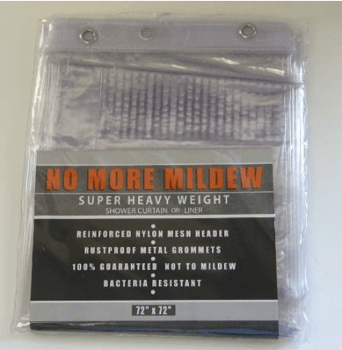 NO MORE MILDEW
SUPER HEAVY WEIGHT
SHOWER CURTAIN OR LINER
REINFORCED NYLON MESH HEADER
RUSTPROOF METAL GROMMETS
100% GUARANTEED NOT TO MILDEW
BACTERIA RESISTANT
72" x 72"